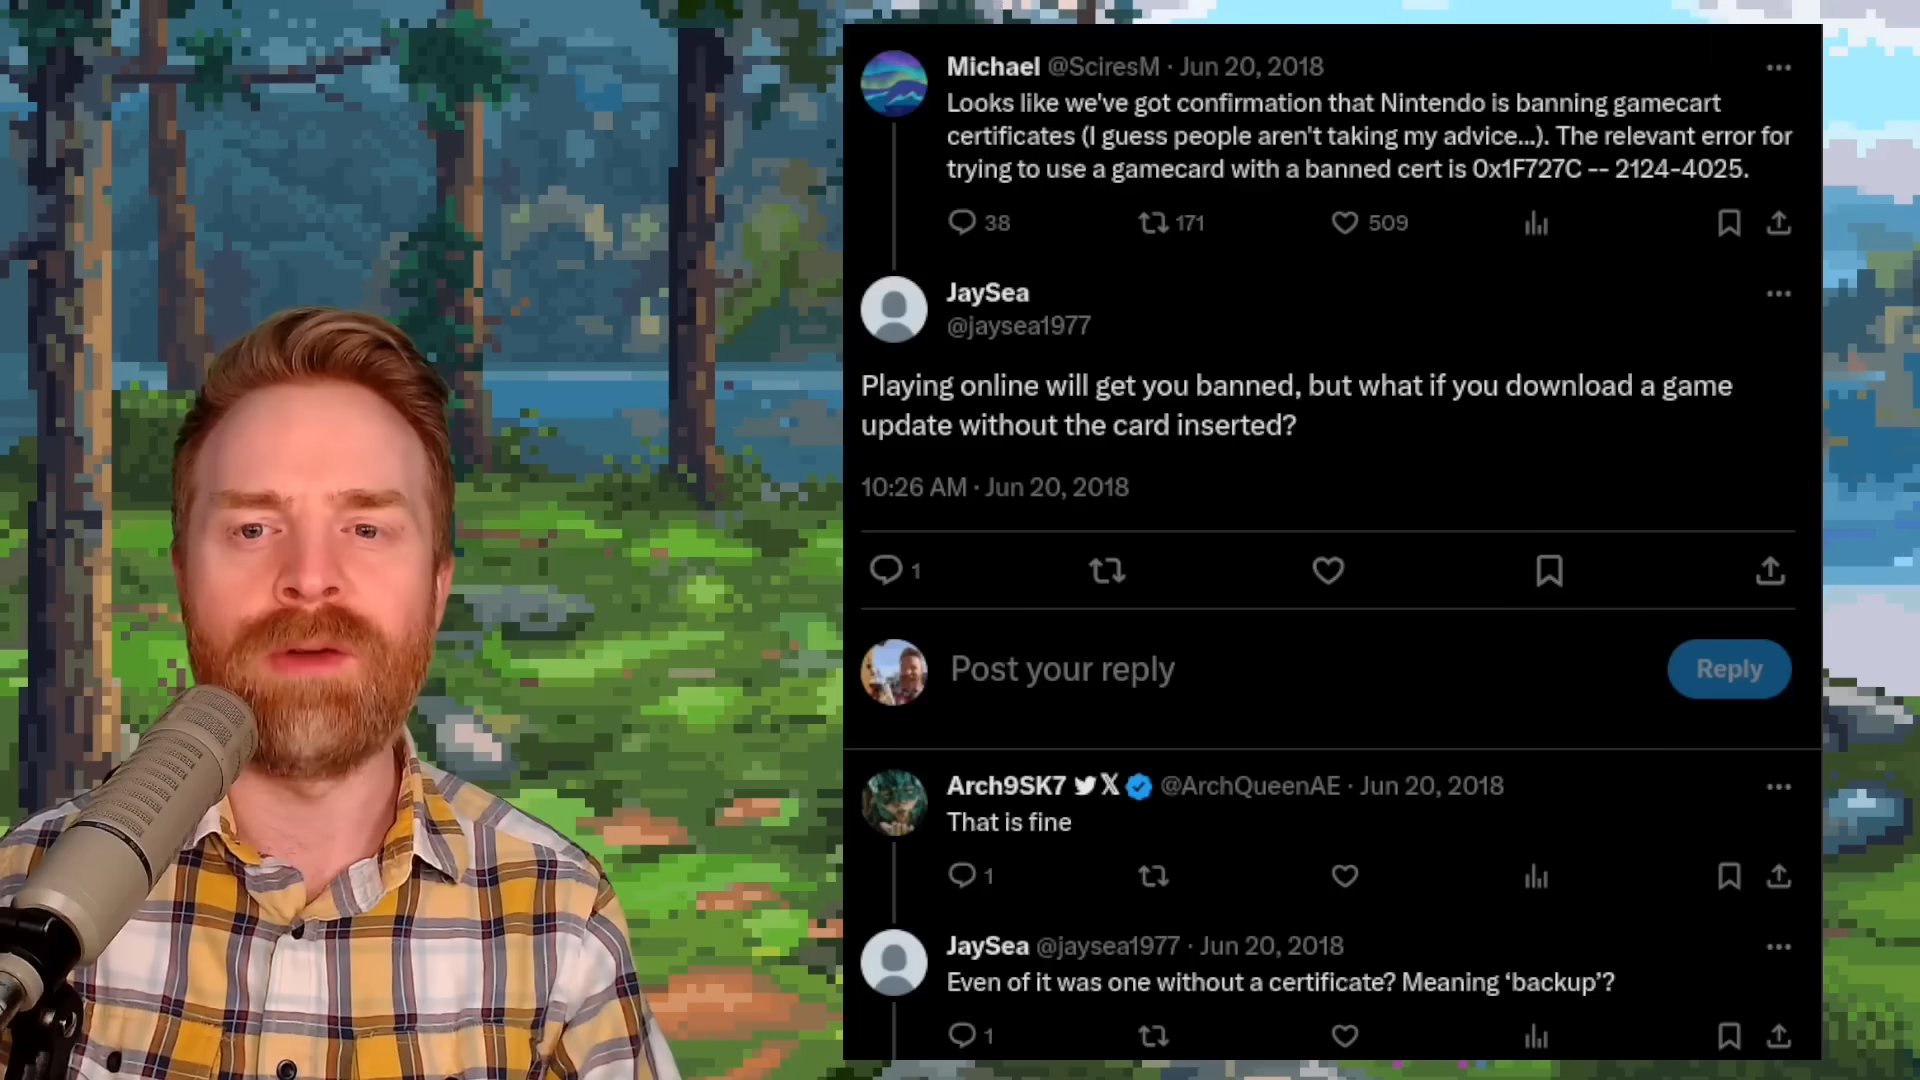 Michael @SciresM · Jun 20, 2018
Looks like we've got confirmation that Nintendo is banning gamecart
certificates (I guess people aren't taking my advice...). The relevant error for
trying to use a gamecard with a banned cert is 0x1F727C -- 2124-4025.
38 171 509
JaySea
@jaysea1977
Playing online will get you banned, but what if you download a game
update without the card inserted?
10:26 AM · Jun 20, 2018
1
Post your reply
Reply
Arch9SK7 @ArchQueenAE · Jun 20, 2018
That is fine
1
JaySea @jaysea1977 · Jun 20, 2018
Even of it was one without a certificate? Meaning ‘backup’?
1